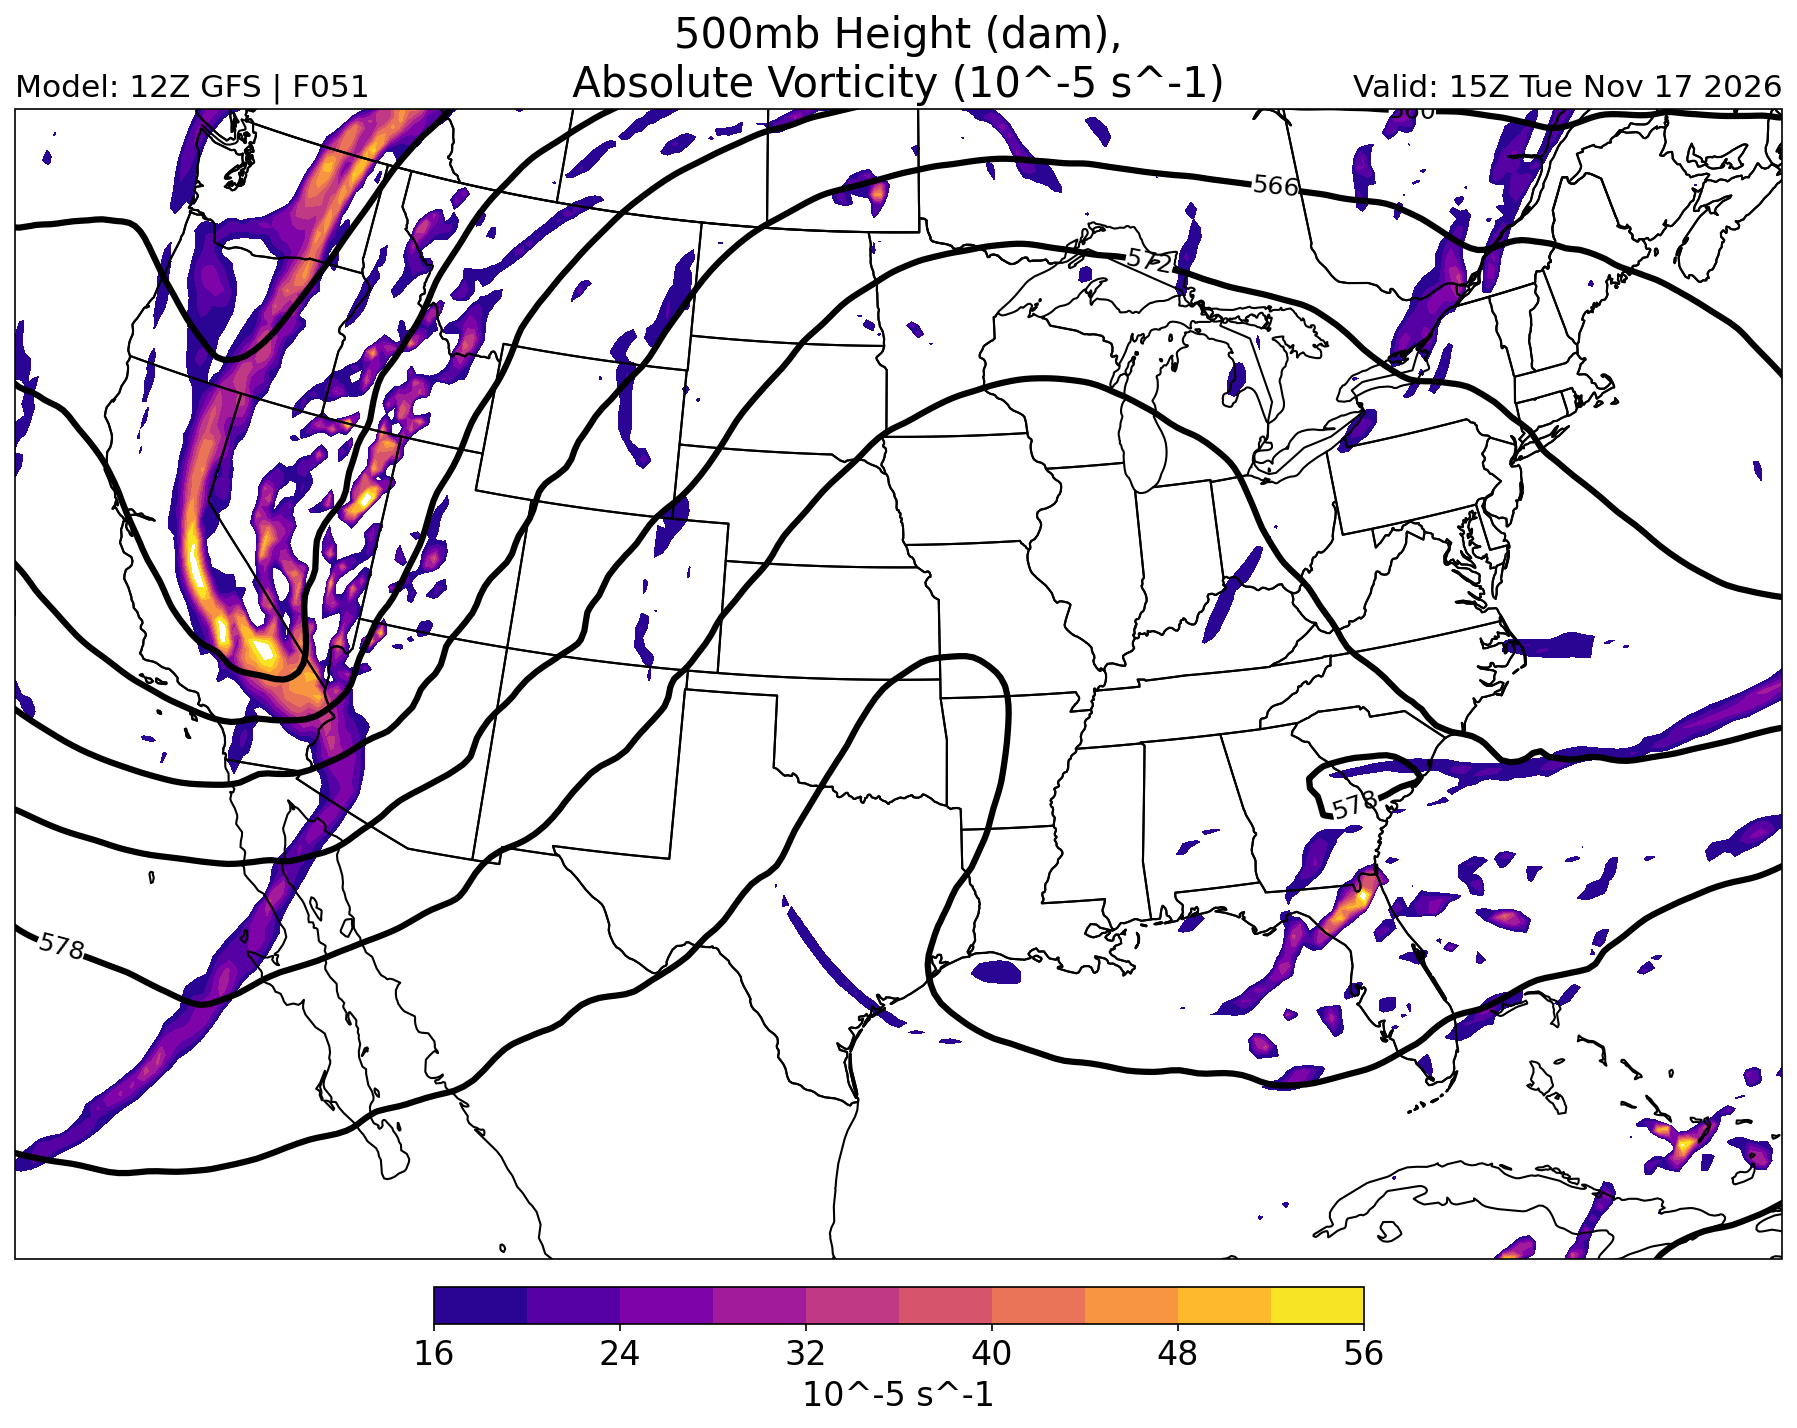 500mb Height (dam),
Model: 12Z GFS | F051
Absolute Vorticity (10^-5 s^-1)
Valid: 15Z Tue Nov 17 2026
566
572
578
578
16
24
32
40
48
56
10^-5 s^-1